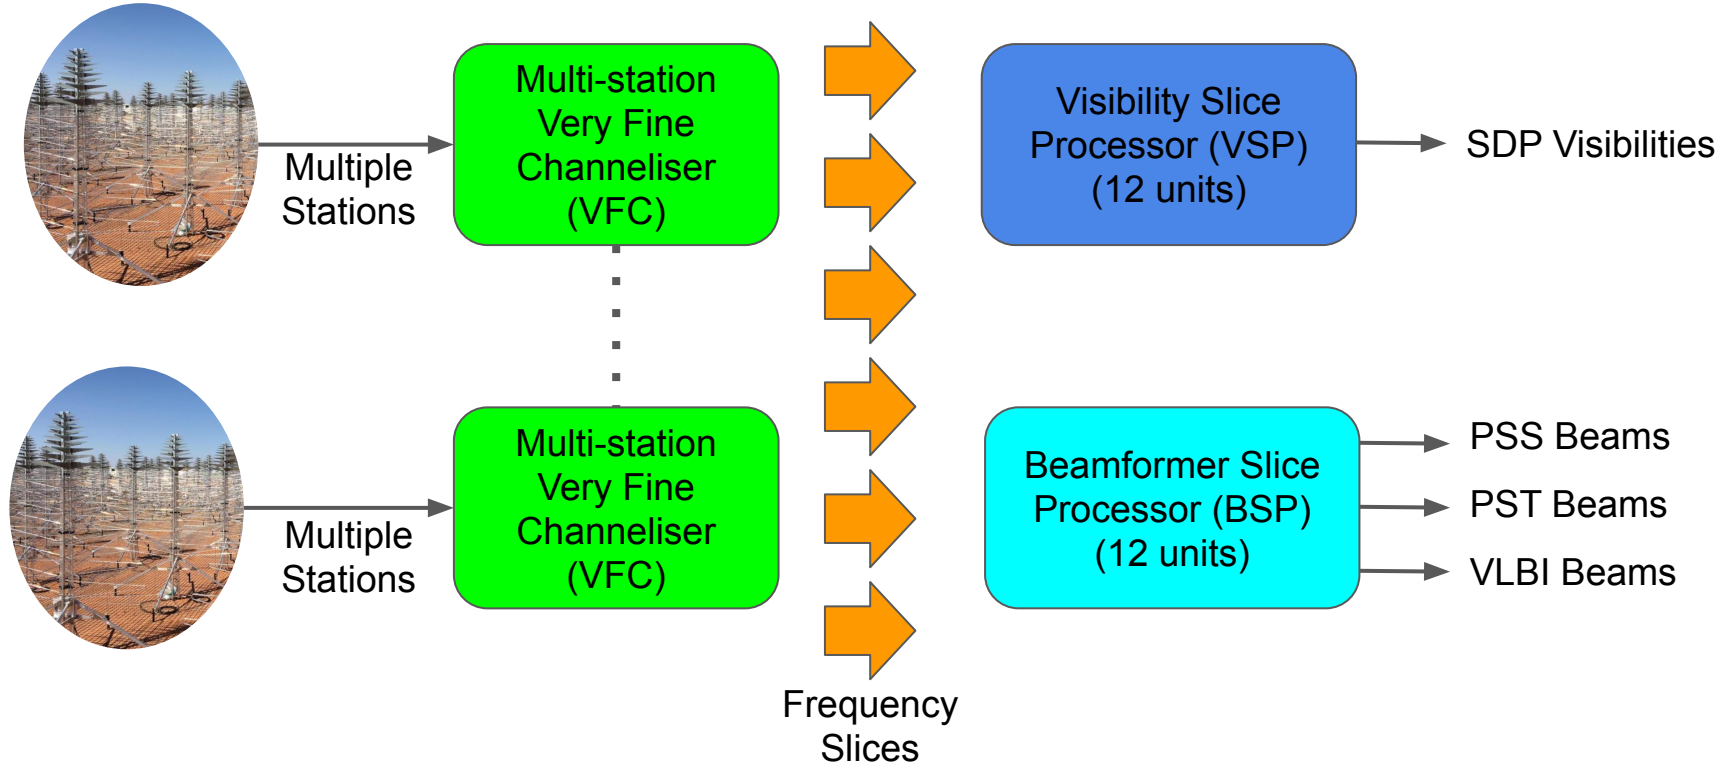 Multiple
Stations
Multi-station
Very Fine
Channeliser
(VFC)
Visibility Slice
Processor (VSP)
(12 units)
SDP Visibilities
Multiple
Stations
Multi-station
Very Fine
Channeliser
(VFC)
Beamformer Slice
Processor (BSP)
(12 units)
PSS Beams
PST Beams
VLBI Beams
Frequency
Slices